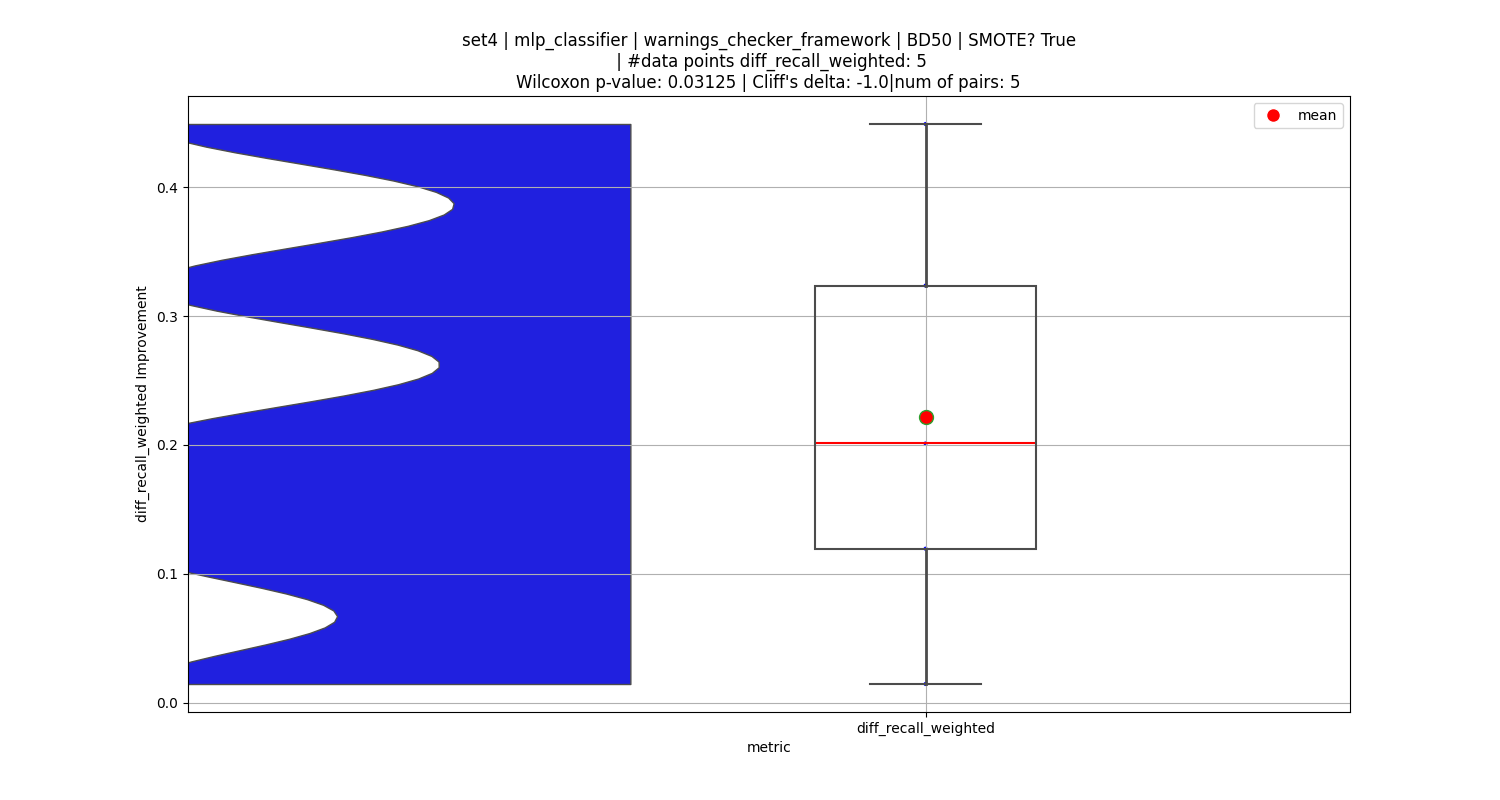 set4 | mlp_classifier | warnings_checker_framework | BD50 | SMOTE? True
| #data points diff_recall_weighted: 5
Wilcoxon p-value: 0.03125 | Cliff's delta: -1.0|num of pairs: 5
mean
0.4
0.3
0.2
0.1
0.0
diff_recall_weighted Improvement
diff_recall_weighted
metric